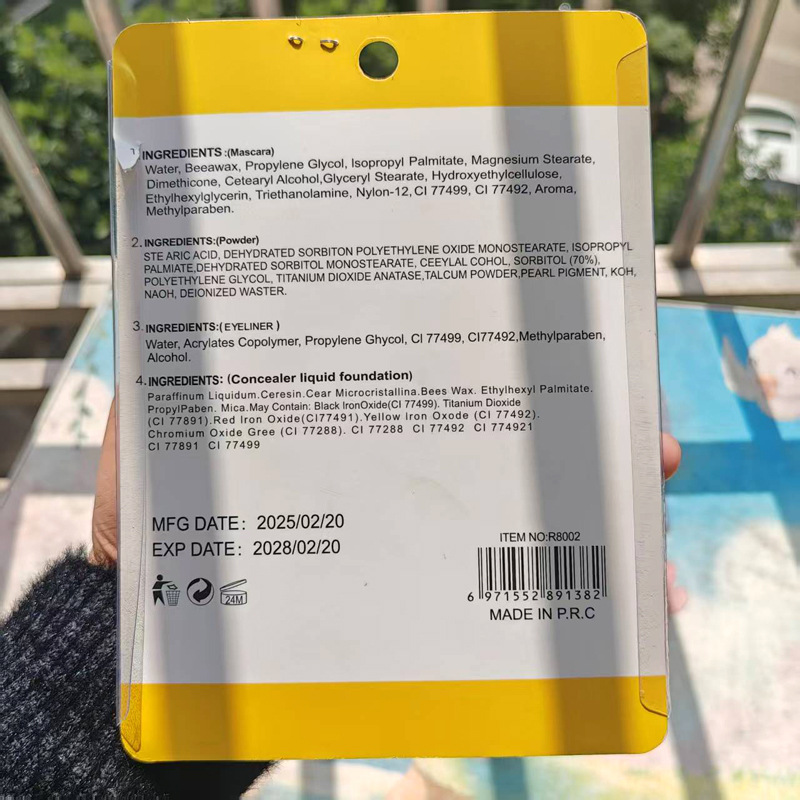 1 INGREDIENTS :(Mascara)
Water, Beeawax, Propylene Glycol, Isopropyl Palmitate, Magnesium Stearate,
Dimethicone, Cetearyl Alcohol,Glyceryl Stearate, Hydroxyethylcellulose,
Ethylhexylglycerin, Triethanolamine, Nylon-12, CI 77499, CI 77492, Aroma,
Methylparaben.
2. INGREDIENTS:(Powder)
STE ARIC ACID, DEHYDRATED SORBITON POLYETHYLENE OXIDE MONOSTEARATE, ISOPROPYL
PALMIATE,DEHYDRATED SORBITOL MONOSTEARATE, CEEYLAL COHOL, SORBITOL (70%),
POLYETHYLENE GLYCOL, TITANIUM DIOXIDE ANATASE,TALCUM POWDER,PEARL PIGMENT, KOH,
NAOH, DEIONIZED WASTER.
3. INGREDIENTS:( EYELINER )
Water, Acrylates Copolymer, Propylene Ghycol, CI 77499, CI77492,Methylparaben,
Alcohol.
4. INGREDIENTS: (Concealer liquid foundation)
Paraffinum Liquidum.Ceresin.Cear Microcristallina.Bees Wax. Ethylhexyl Palmitate.
PropylPaben. Mica.May Contain: Black IronOxide(CI 77499). Titanium Dioxide
(CI 77891).Red Iron Oxide(CI77491).Yellow Iron Oxode (CI 77492).
Chromium Oxide Gree (CI 77288). CI 77288 CI 77492 CI 774921
CI 77891 CI 77499
MFG DATE: 2025/02/20
EXP DATE: 2028/02/20
24M
ITEM NO:R8002
6 971552 891382
MADE IN P.R.C